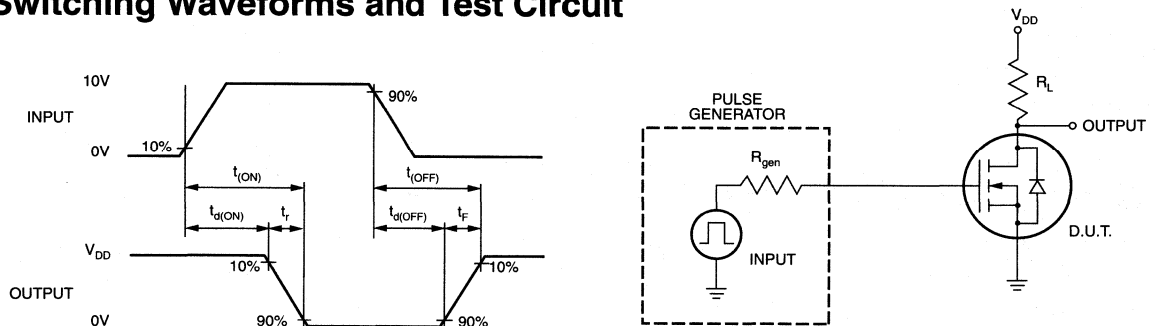 Switching Waveforms and Test Circuit
10V
INPUT
0V
10%
90%
t(ON)
t(OFF)
td(ON)
tr
td(OFF)
tF
VDD
10%
10%
OUTPUT
0V
90%
90%
PULSE
GENERATOR
Rgen
INPUT
VDD
RL
OUTPUT
D.U.T.